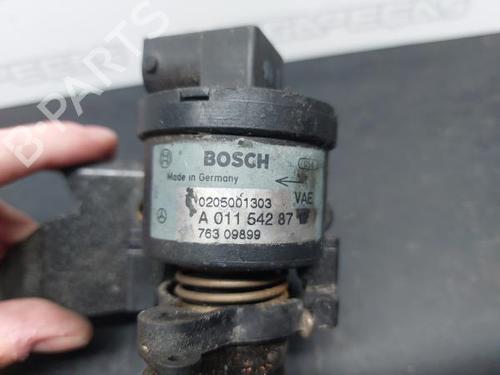 BOSCH
Made in Germany
VAE
0205001303
A 011 542 87
763 09899
B-PARTS